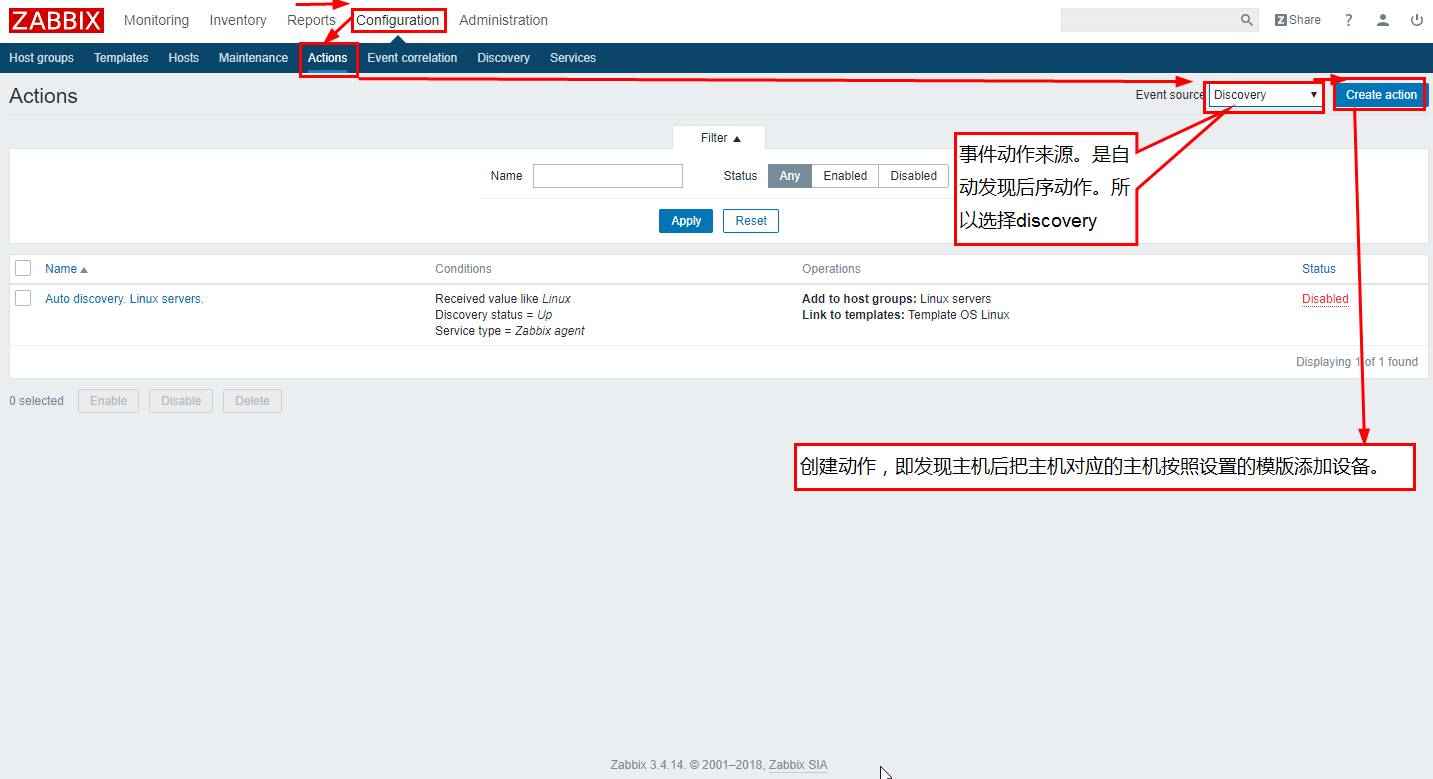 ZABBIX Monitoring Inventory Reports Configuration Administration Z Share ?
Host groups Templates Hosts Maintenance Actions Event correlation Discovery Services
Actions Event source Discovery Create action
Filter
Name Status Any Enabled Disabled
Apply Reset
事件动作来源。是自
动发现后序动作。所
以选择discovery
Name Conditions Operations Status
Auto discovery. Linux servers. Received value like Linux Add to host groups: Linux servers Disabled
Discovery status = Up Link to templates: Template OS Linux
Service type = Zabbix agent
Displaying 1 of 1 found
0 selected Enable Disable Delete
创建动作，即发现主机后把主机对应的主机按照设置的模版添加设备。
Zabbix 3.4.14. © 2001–2018, Zabbix SIA